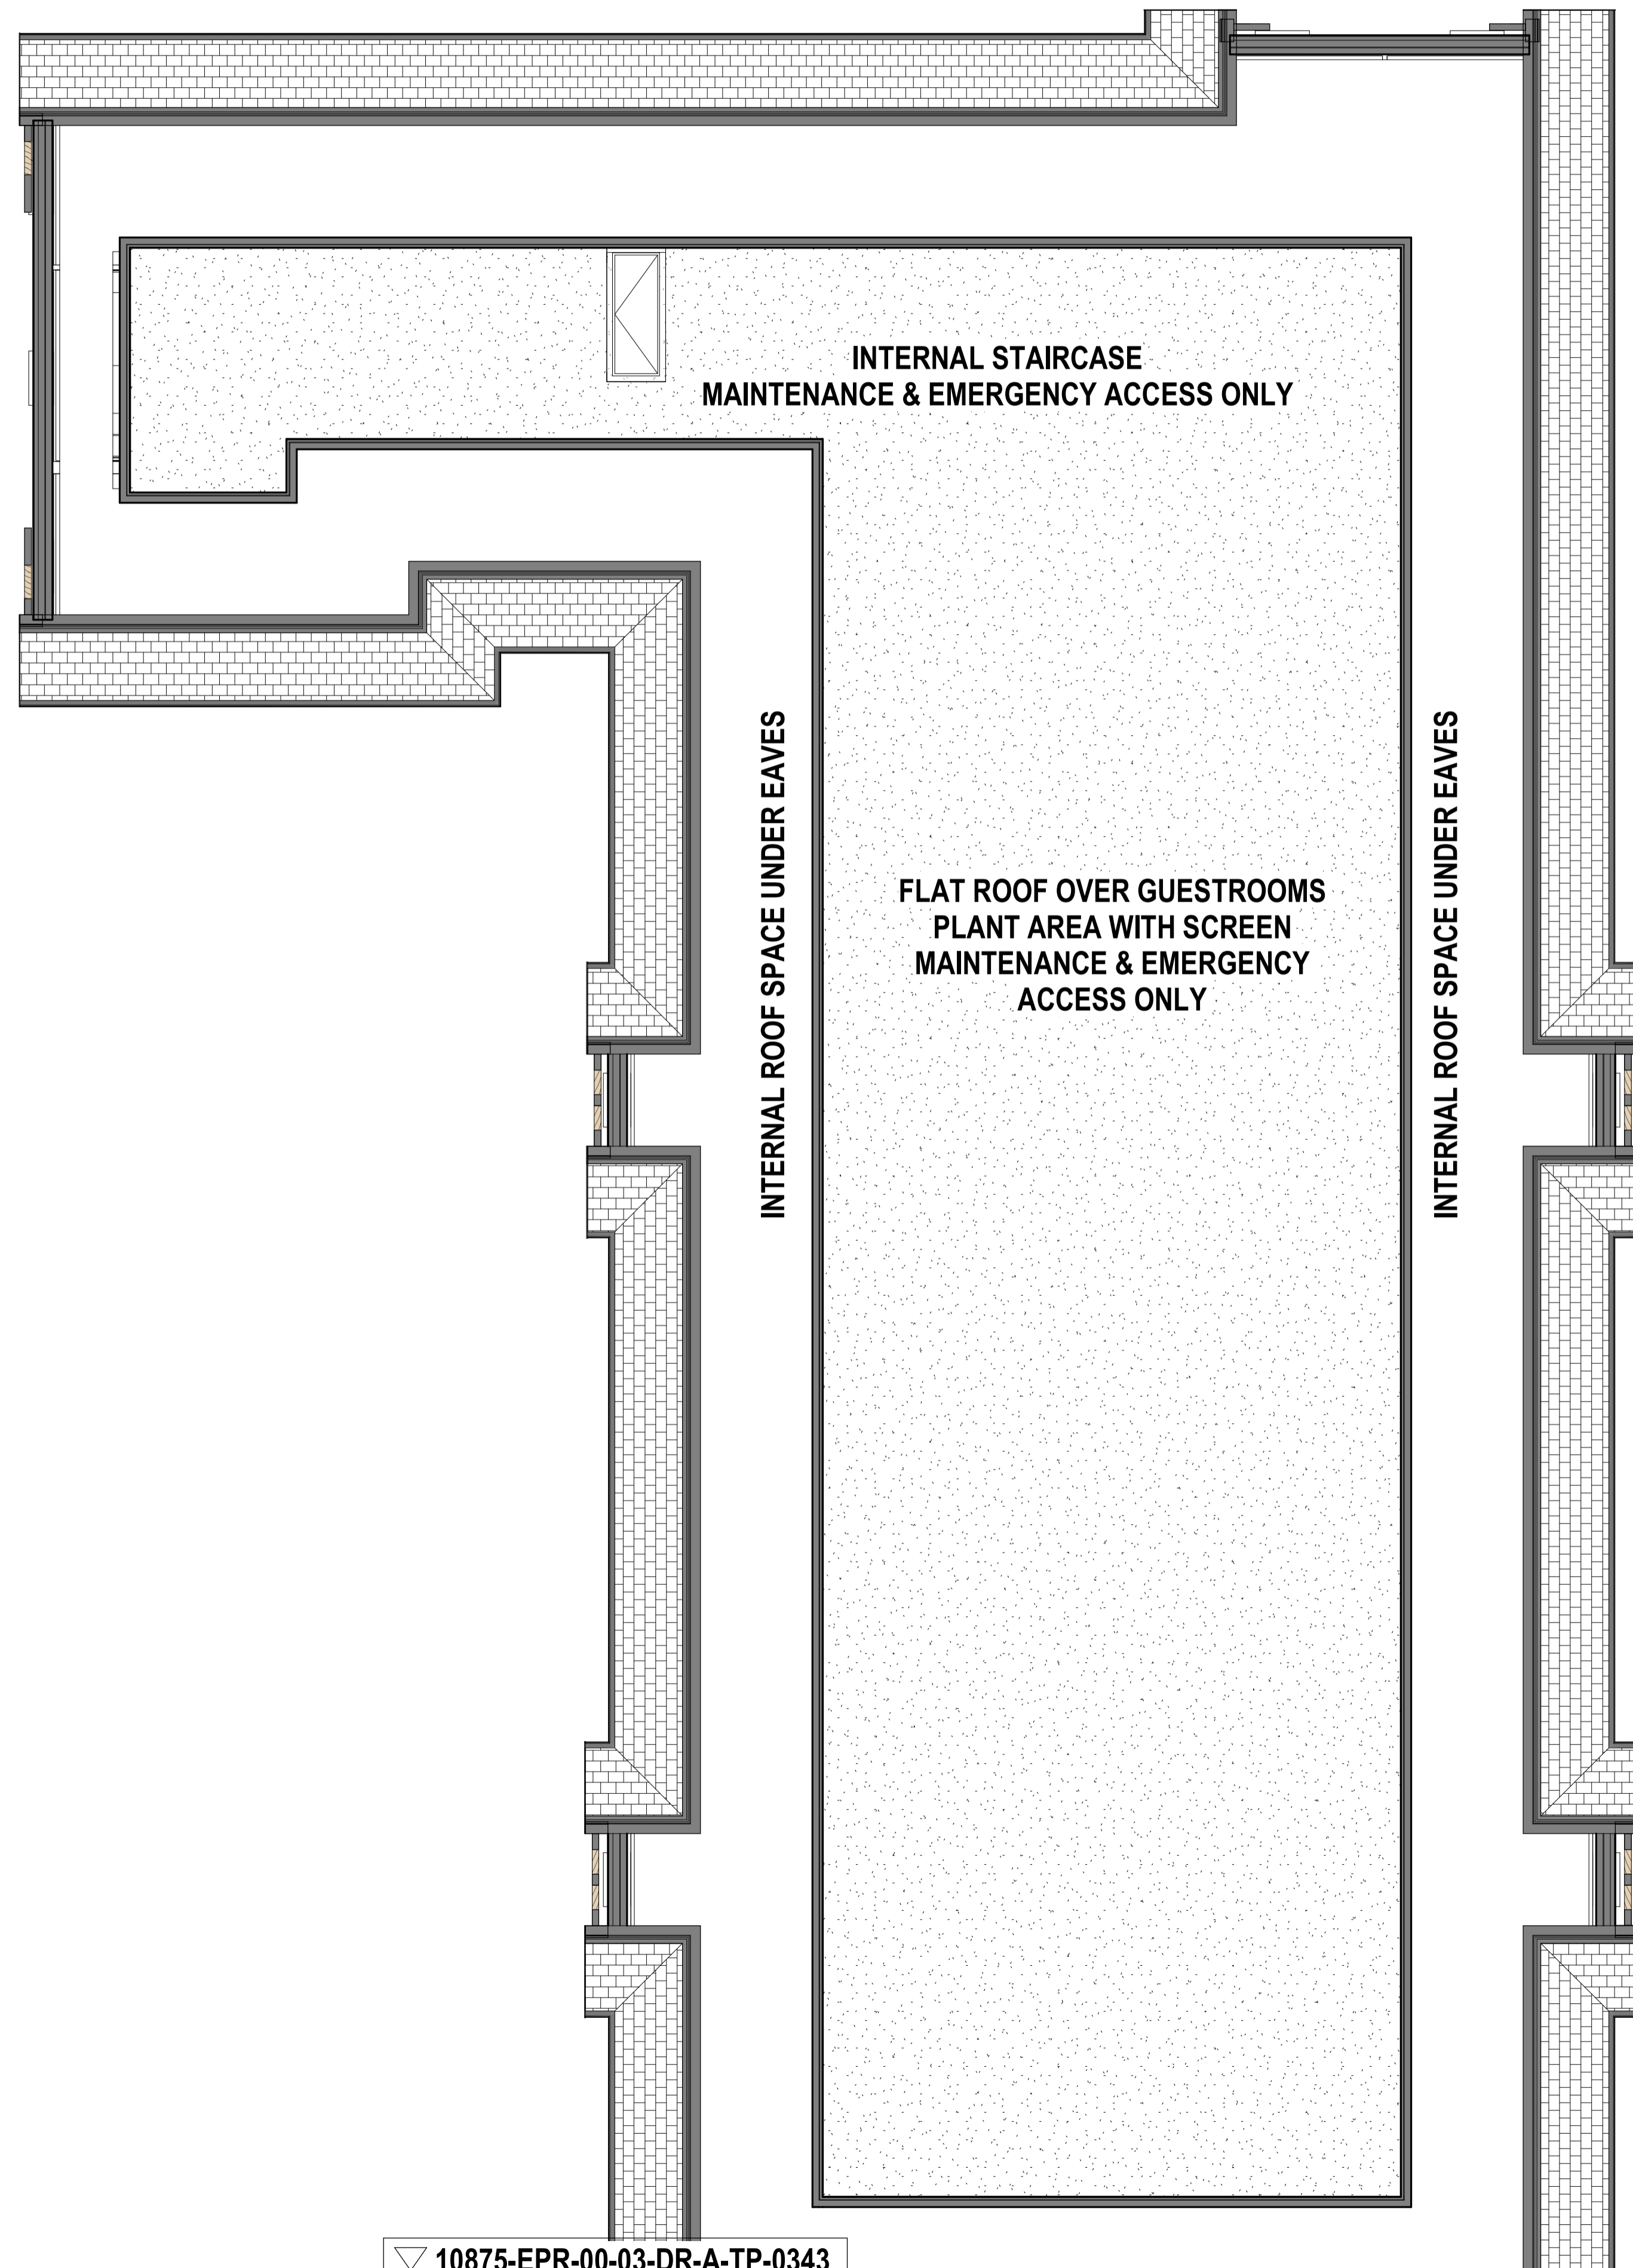 INTERNAL STAIRCASE
MAINTENANCE & EMERGENCY ACCESS ONLY
INTERNAL ROOF SPACE UNDER EAVES
FLAT ROOF OVER GUESTROOMS
PLANT AREA WITH SCREEN
MAINTENANCE & EMERGENCY
ACCESS ONLY
INTERNAL ROOF SPACE UNDER EAVES
10875-EPR-00-03-DR-A-TP-0343